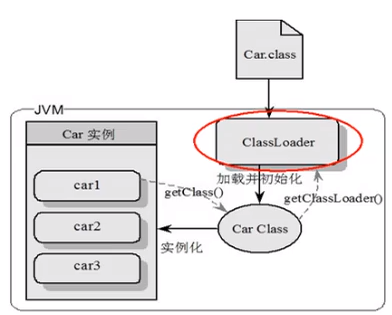 Car.class
JVM
Car 实例
ClassLoader
加载并初始化
car1
getClass()
getClassLoader()
car2
Car Class
实例化
car3